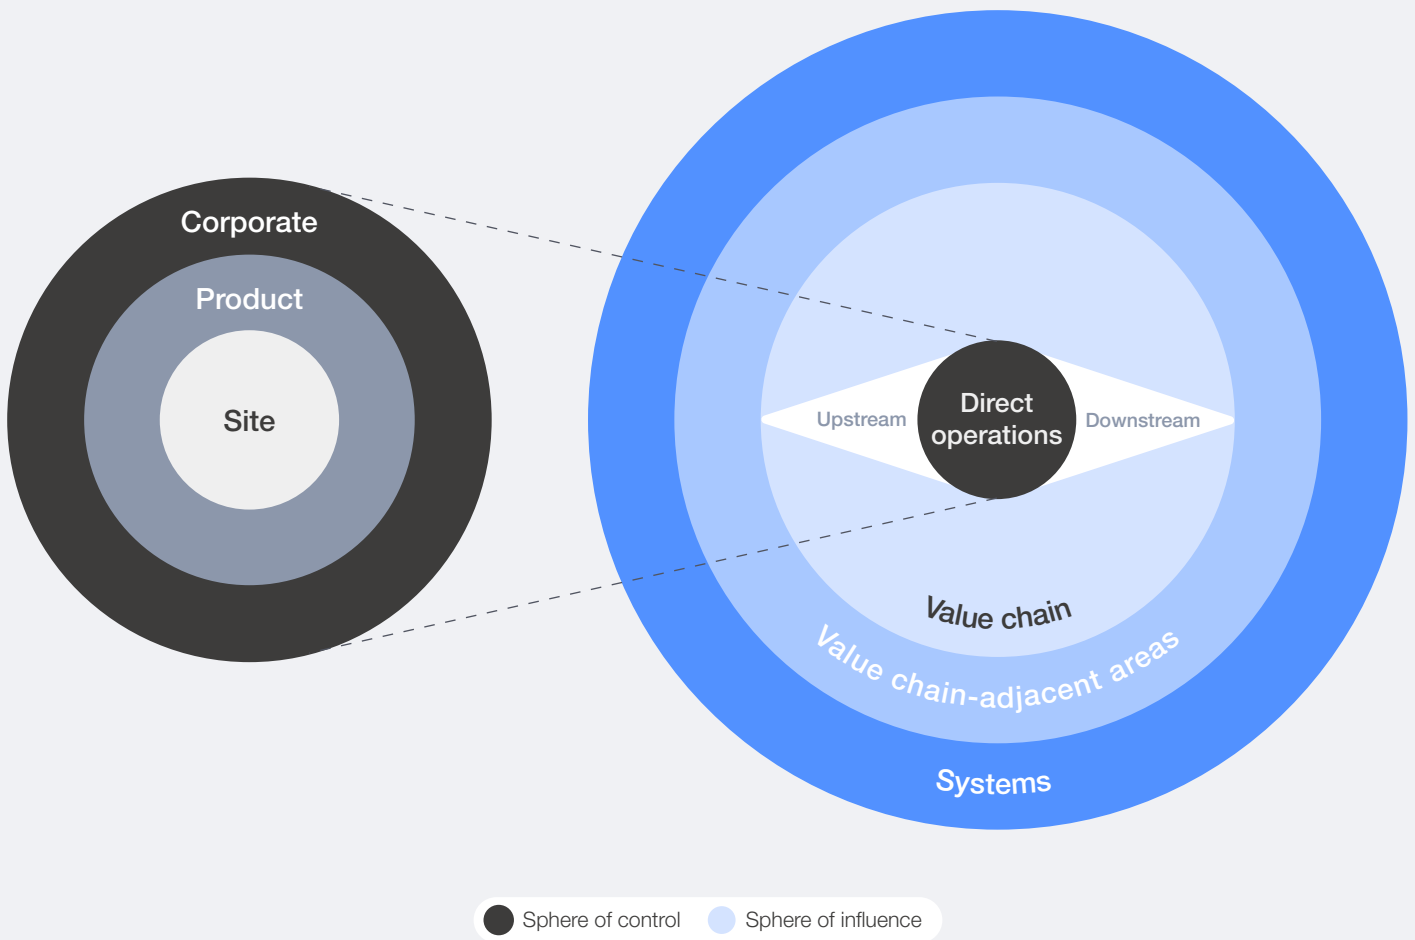 Corporate
Product
Site
Upstream
Direct
operations
Downstream
Value chain
Value chain-adjacent areas
Systems
Sphere of control
Sphere of influence